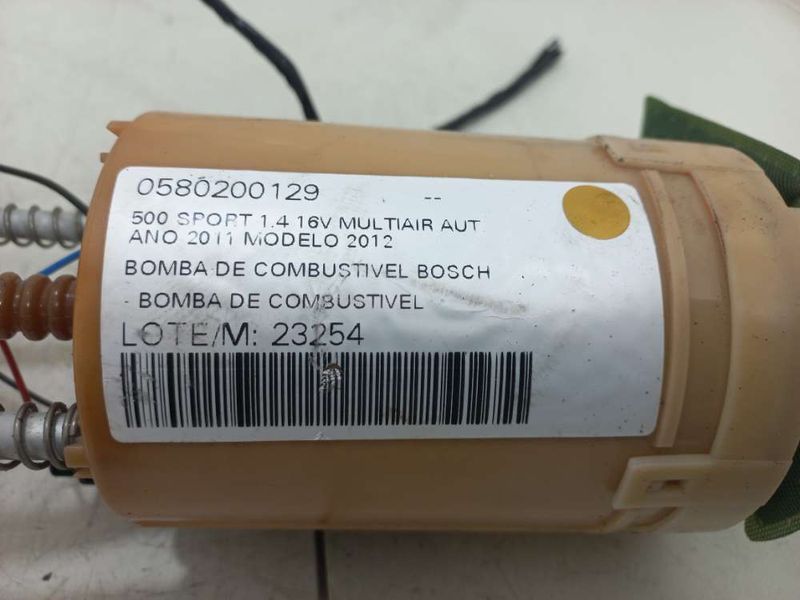 0580200129 --
500 SPORT 1.4 16V MULTIAIR AUT
ANO 2011 MODELO 2012
BOMBA DE COMBUSTIVEL BOSCH
- BOMBA DE COMBUSTIVEL
LOTE/M: 23254